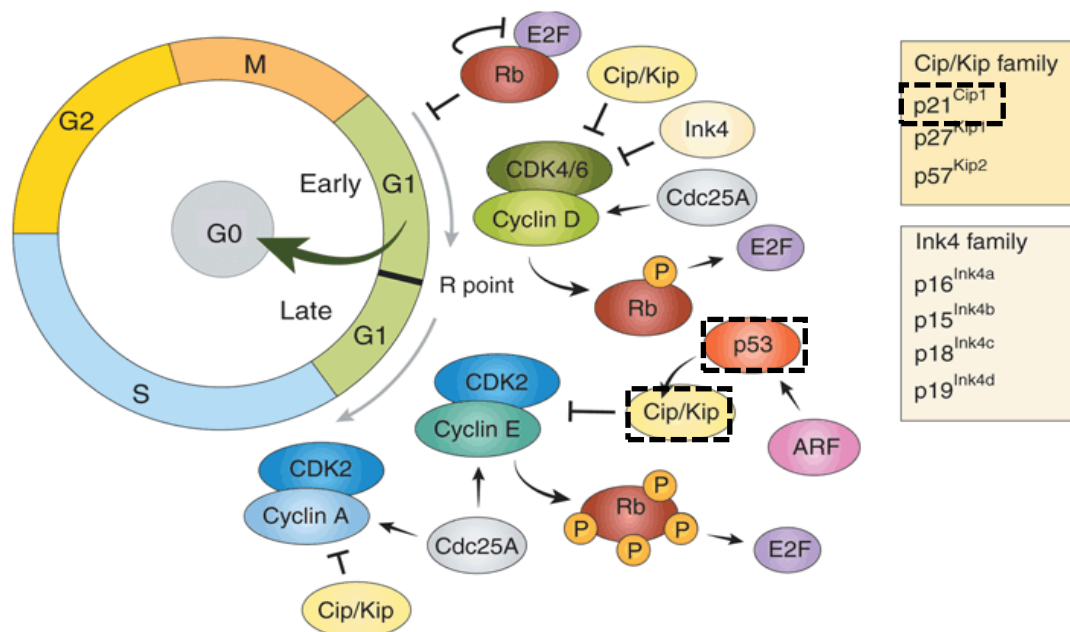 E2F
Rb
Cip/Kip
Ink4
CDK4/6
Cyclin D
Cdc25A
P
Rb
E2F
M
G2
G1
Early
G0
R point
Late
G1
S
p53
CDK2
Cyclin E
Cip/Kip
ARF
CDK2
Cyclin A
Cdc25A
Rb
P
P
P
P
E2F
Cip/Kip
Cip/Kip family
p21Cip1
p27Kip1
p57Kip2
Ink4 family
p16Ink4a
p15Ink4b
p18Ink4c
p19Ink4d